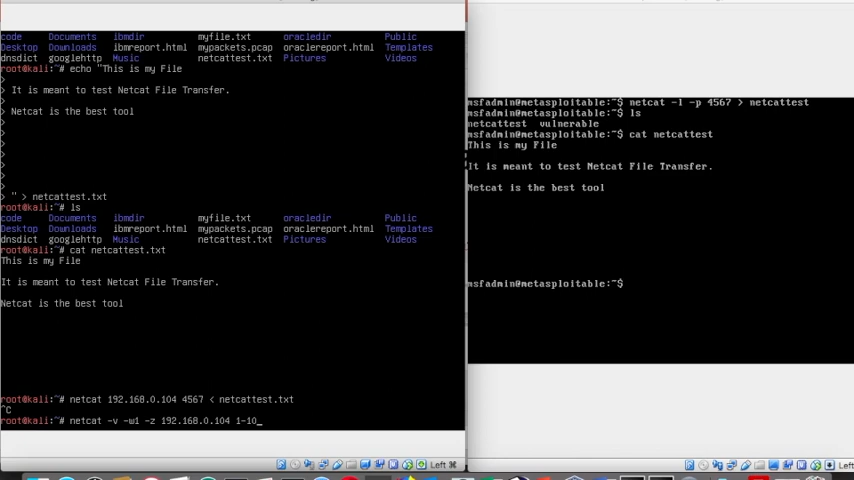 code Documents ibmdir myfile.txt oracledir Public
Desktop Downloads ibmreport.html mypackets.pcap oraclereport.html Templates
dnsdict googlehttp Music netcattest.txt Pictures Videos
root@kali:~# echo "This is my File
>
> It is meant to test Netcat File Transfer.
>
> Netcat is the best tool
>
>
>
>
>
>
>
> " > netcattest.txt
root@kali:~# ls
code Documents ibmdir myfile.txt oracledir Public
Desktop Downloads ibmreport.html mypackets.pcap oraclereport.html Templates
dnsdict googlehttp Music netcattest.txt Pictures Videos
root@kali:~# cat netcattest.txt
This is my File
It is meant to test Netcat File Transfer.
Netcat is the best tool
root@kali:~# netcat 192.168.0.104 4567 < netcattest.txt
^C
root@kali:~# netcat -v -w1 -z 192.168.0.104 1-10_
Left ⌘
msfadmin@metasploitable:~$ netcat -l -p 4567 > netcattest
msfadmin@metasploitable:~$ ls
netcattest vulnerable
msfadmin@metasploitable:~$ cat netcattest
This is my File
It is meant to test Netcat File Transfer.
Netcat is the best tool
msfadmin@metasploitable:~$
Left